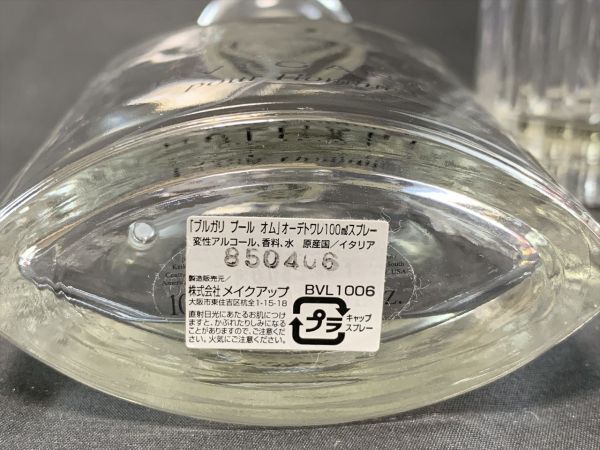 pour Homme
「ブルガリ プール オム」オーデトワレ100㎖スプレー
変性アルコール、香料、水 原産国/イタリア
850406
製造販売元/
株式会社メイクアップ BVL1006
大阪市東住吉区杭全1-15-18
直射日光にあたるお肌につけ
ますと、かぶれたりしみになる
ことがありますので、ご注意く
ださい。火気にご注意ください。
プラ
キャップ
スプレー